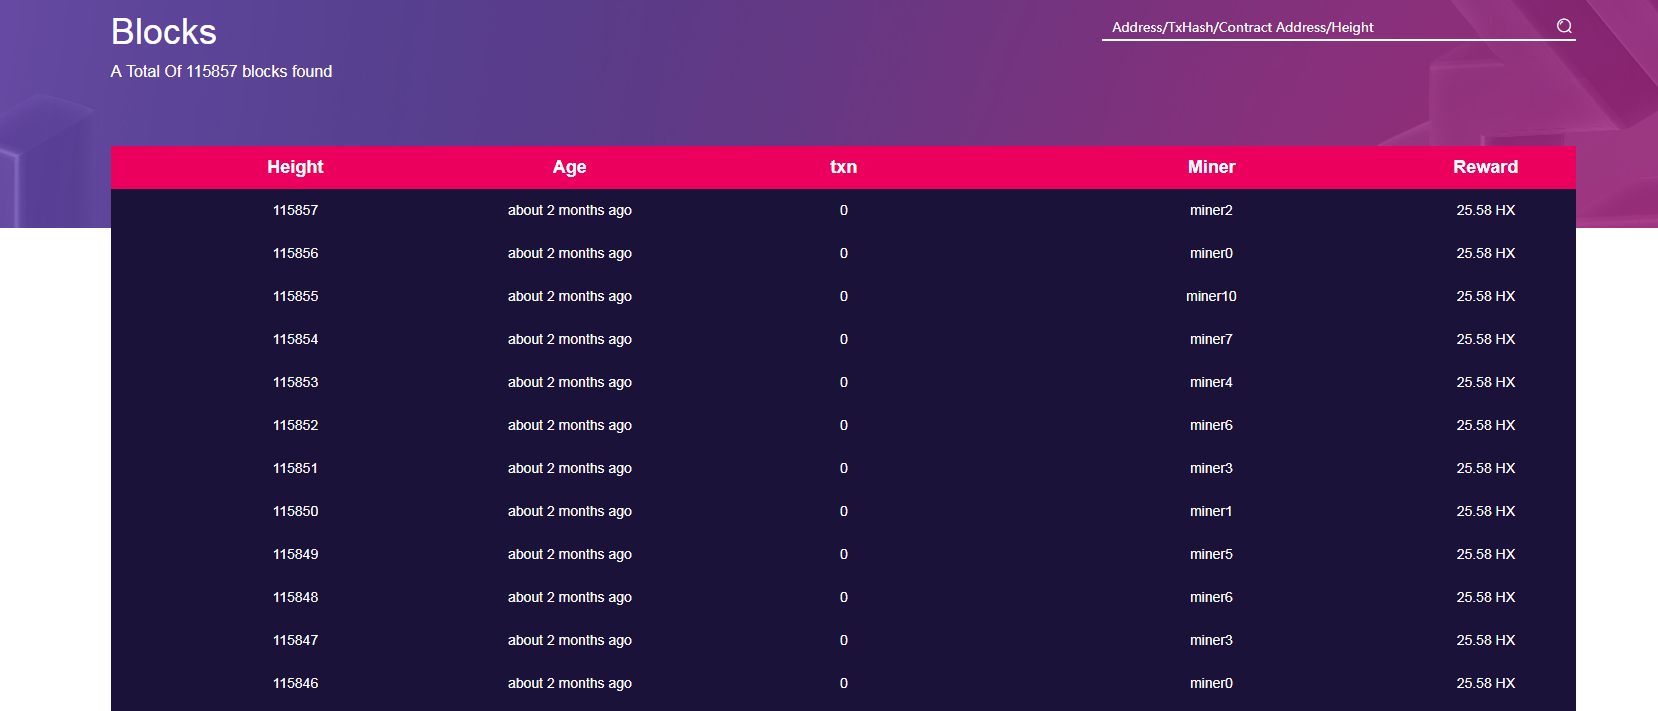 Blocks
Address/TxHash/Contract Address/Height
A Total Of 115857 blocks found
Height Age txn Miner Reward
115857 about 2 months ago 0 miner2 25.58 HX
115856 about 2 months ago 0 miner0 25.58 HX
115855 about 2 months ago 0 miner10 25.58 HX
115854 about 2 months ago 0 miner7 25.58 HX
115853 about 2 months ago 0 miner4 25.58 HX
115852 about 2 months ago 0 miner6 25.58 HX
115851 about 2 months ago 0 miner3 25.58 HX
115850 about 2 months ago 0 miner1 25.58 HX
115849 about 2 months ago 0 miner5 25.58 HX
115848 about 2 months ago 0 miner6 25.58 HX
115847 about 2 months ago 0 miner3 25.58 HX
115846 about 2 months ago 0 miner0 25.58 HX